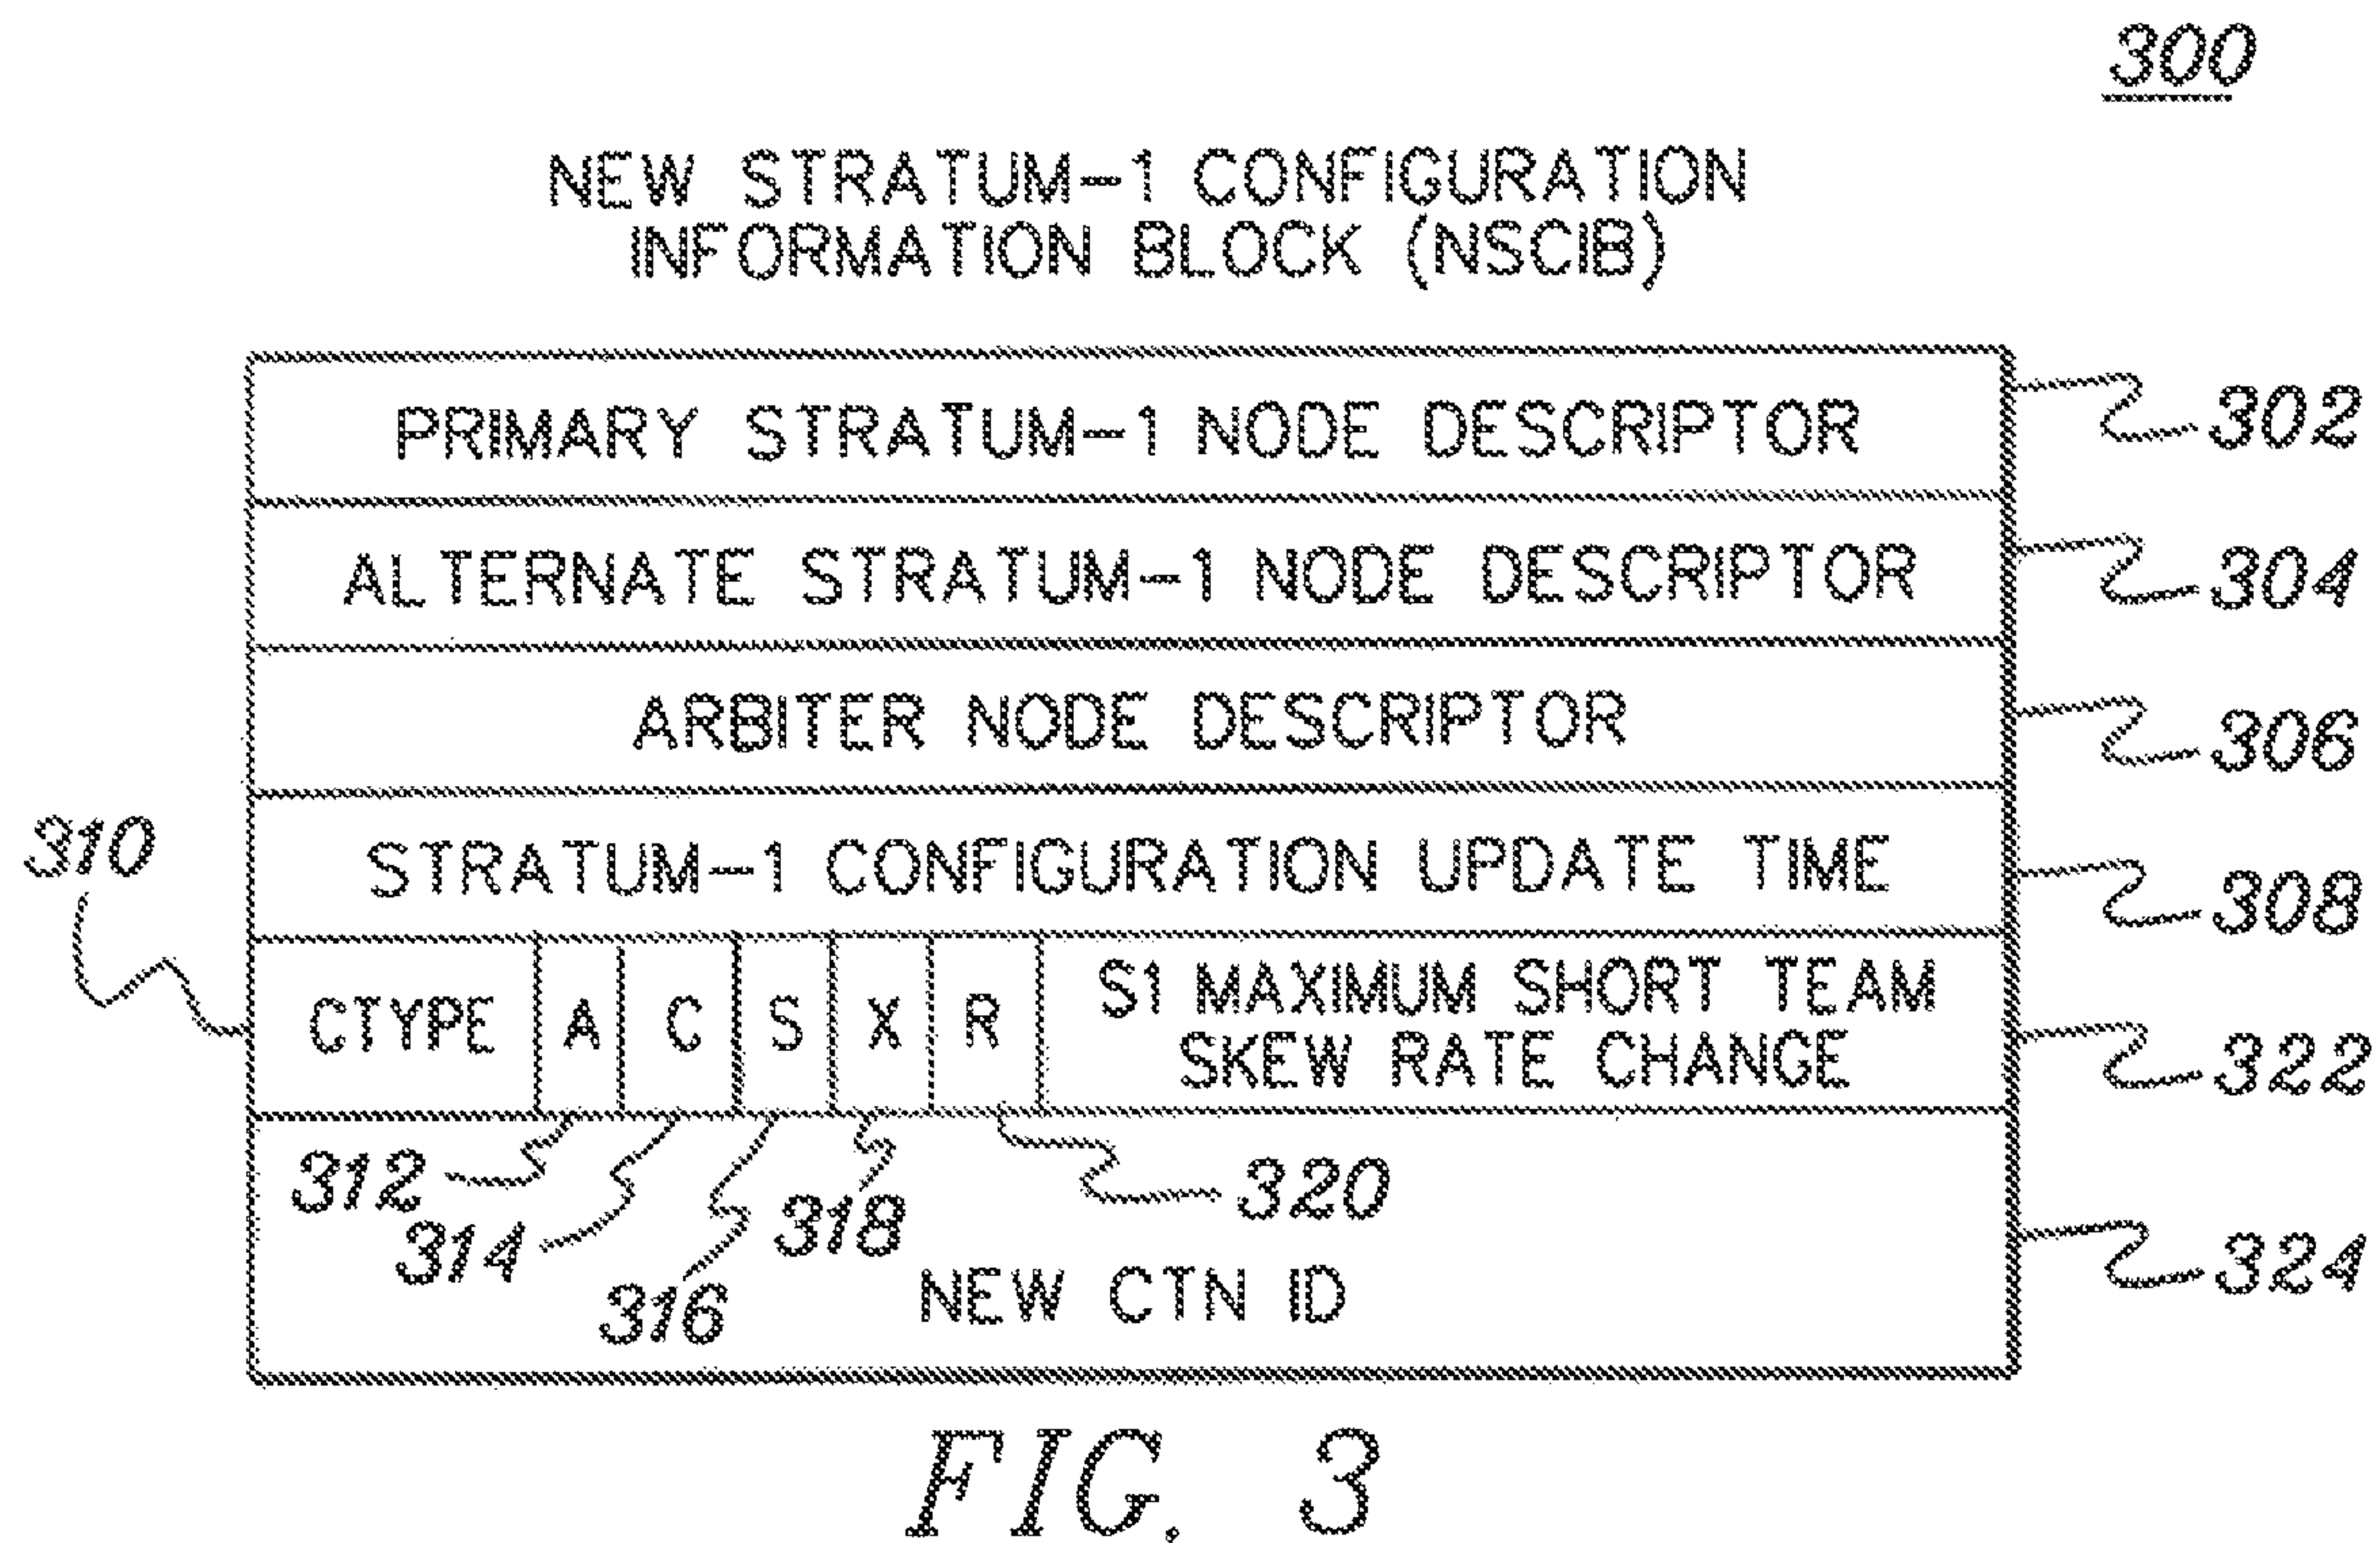 300
NEW STRATUM-1 CONFIGURATION
INFORMATION BLOCK (NSCIB)
PRIMARY STRATUM-1 NODE DESCRIPTOR
302
ALTERNATE STRATUM-1 NODE DESCRIPTOR
304
ARBITER NODE DESCRIPTOR
306
310
STRATUM-1 CONFIGURATION UPDATE TIME
308
CTYPE A C S X R
S1 MAXIMUM SHORT TEAM
SKEW RATE CHANGE
322
312
314
316
318
320
NEW CTN ID
324
FIG. 3